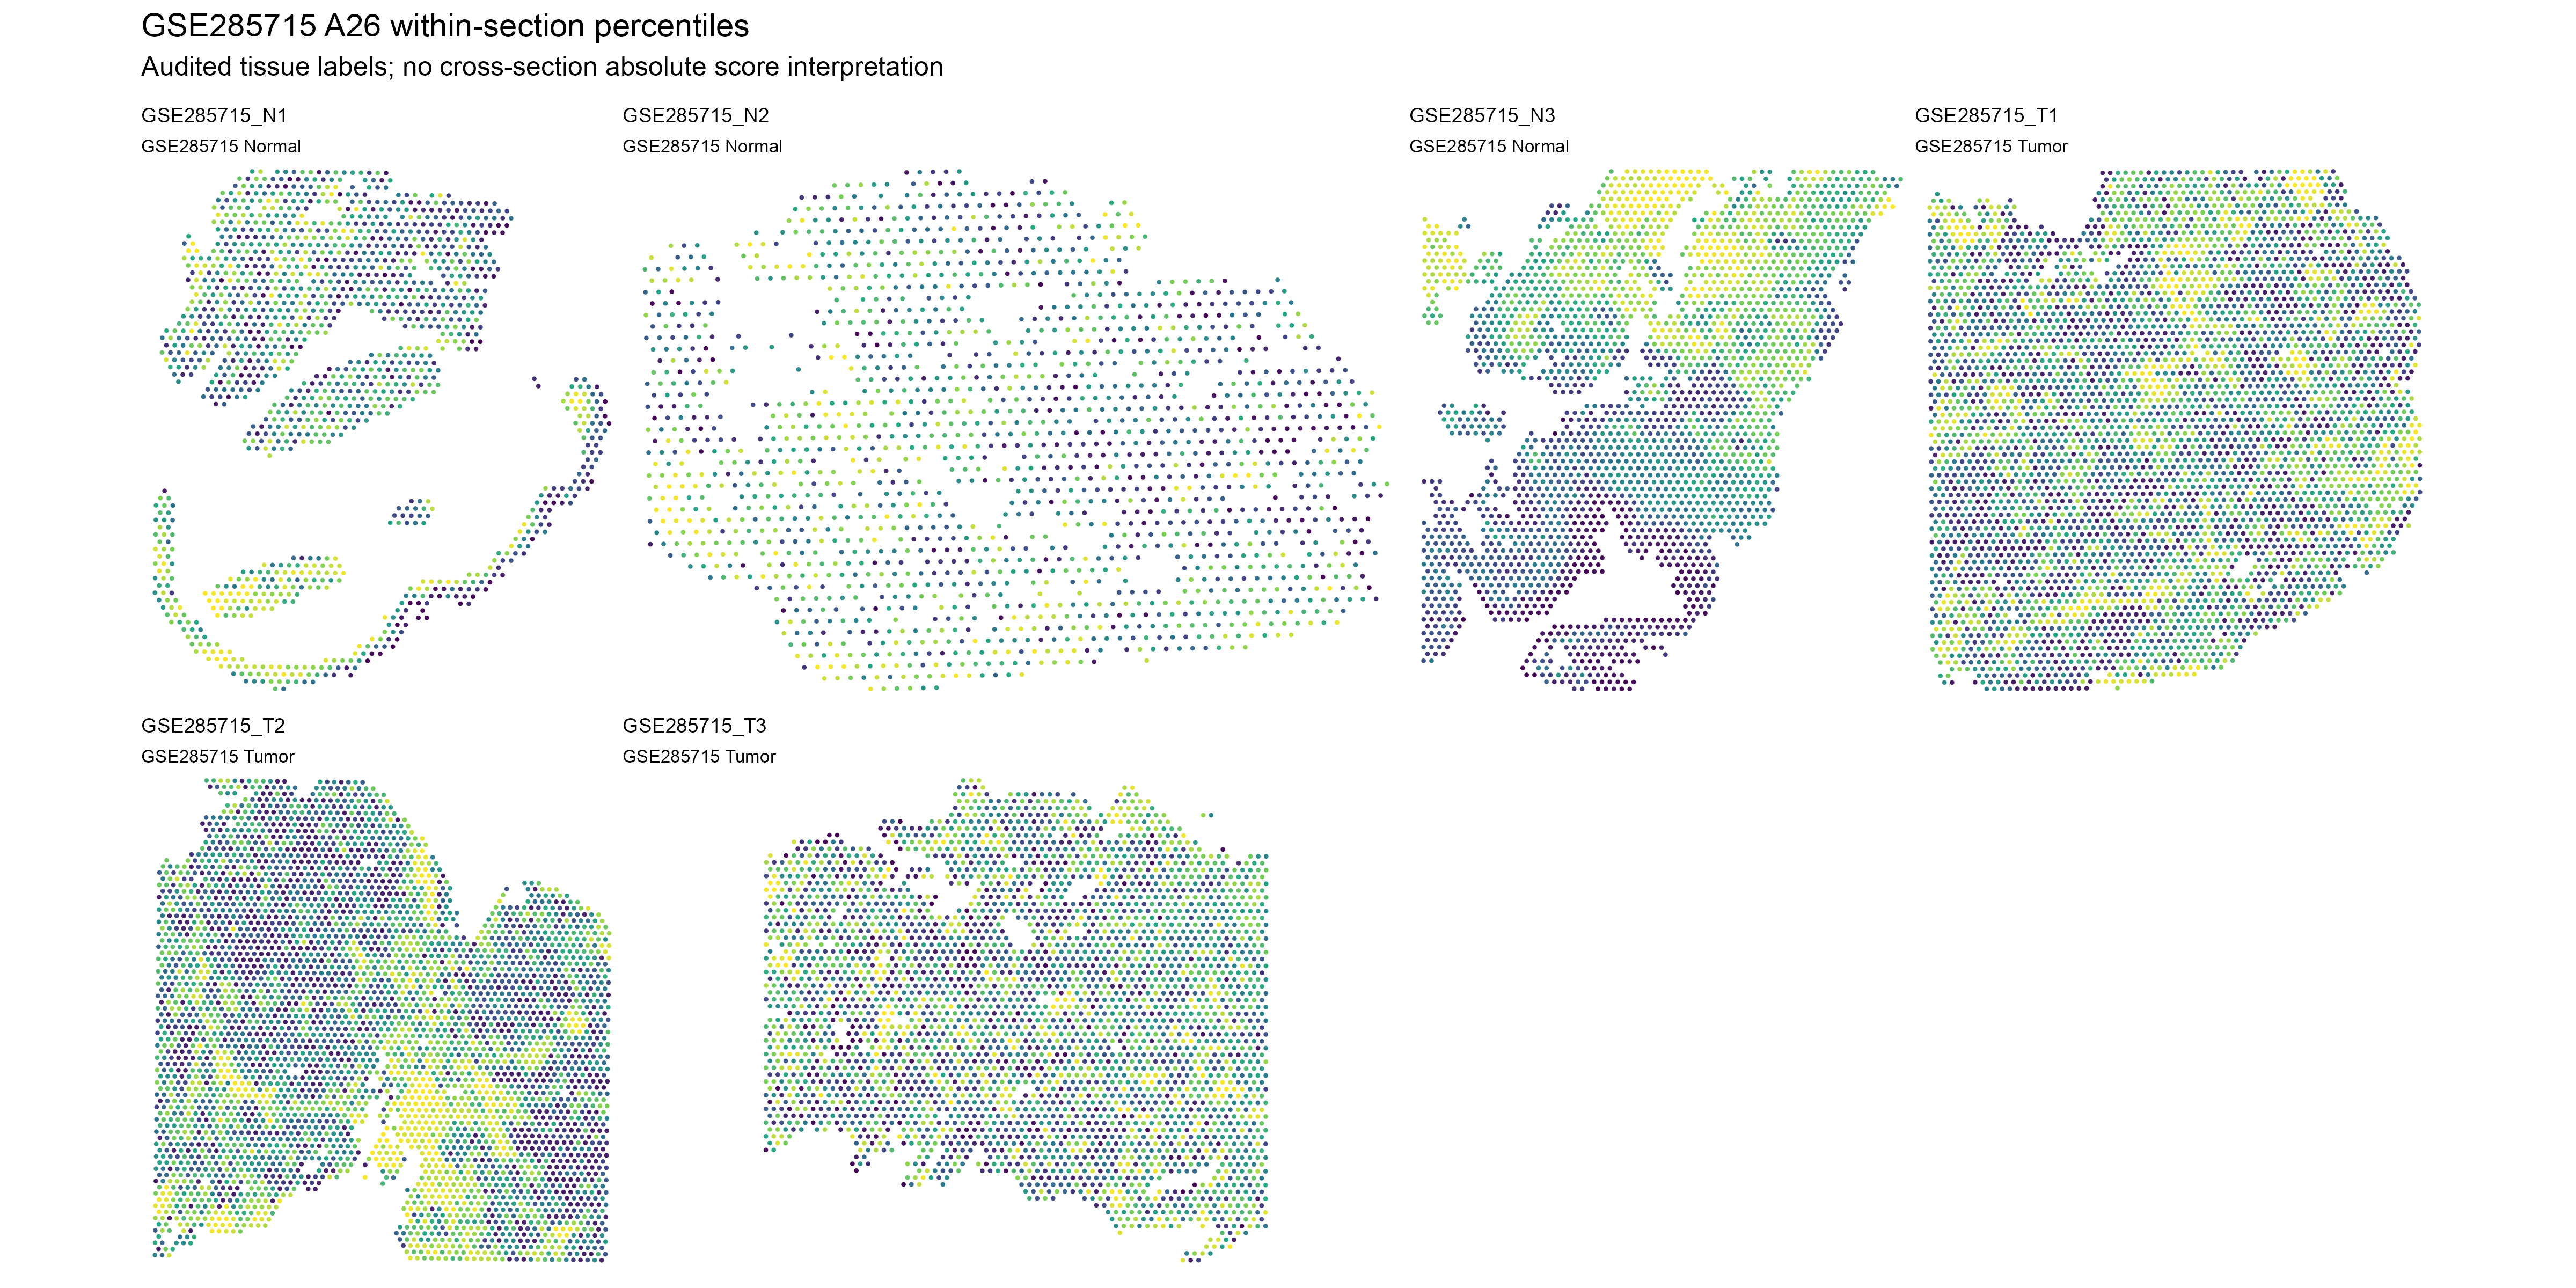 GSE285715 A26 within-section percentiles
Audited tissue labels; no cross-section absolute score interpretation
GSE285715_N1
GSE285715 Normal
GSE285715_N2
GSE285715 Normal
GSE285715_N3
GSE285715 Normal
GSE285715_T1
GSE285715 Tumor
GSE285715_T2
GSE285715 Tumor
GSE285715_T3
GSE285715 Tumor